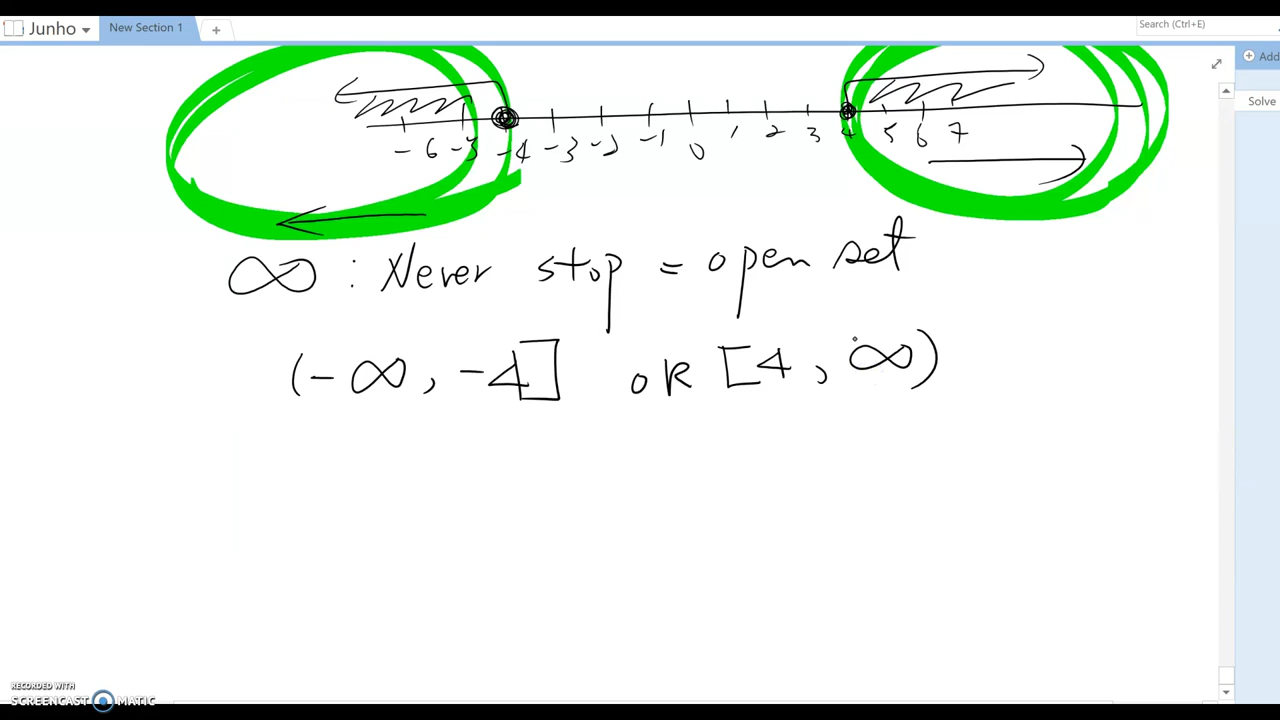 Junho
New Section 1
+
Search (Ctrl+E)
Add
-6 -5 -4 -3 -2 -1 0 1 2 3 4 5 6 7
Solve
∞ : Never stop = open set
(-∞, -4] OR [4, ∞)
RECORDED WITH
SCREENCAST MATIC